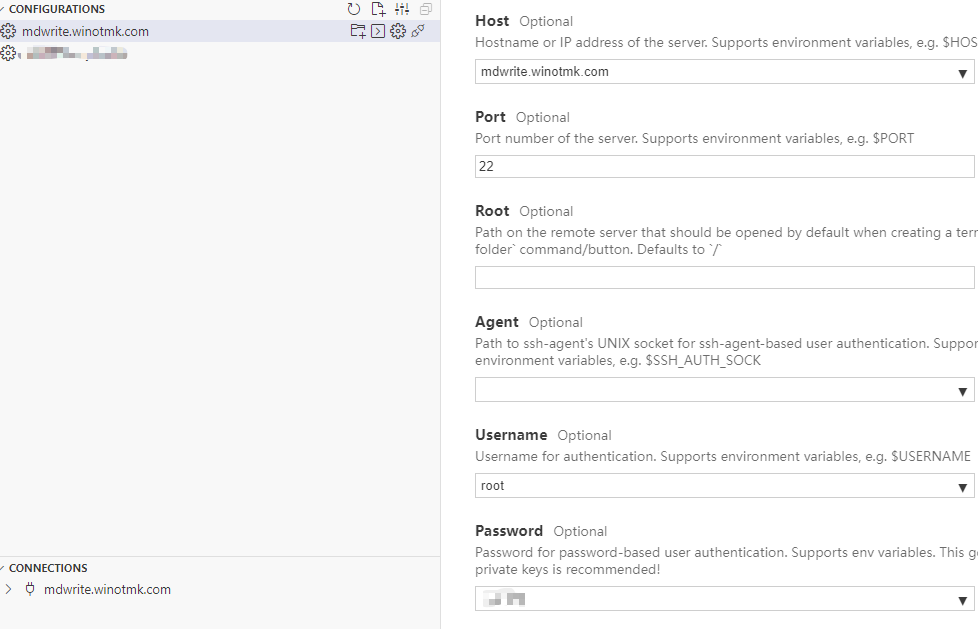 CONFIGURATIONS
mdwrite.winotmk.com
CONNECTIONS
mdwrite.winotmk.com
Host Optional
Hostname or IP address of the server. Supports environment variables, e.g. $HOS
mdwrite.winotmk.com
Port Optional
Port number of the server. Supports environment variables, e.g. $PORT
22
Root Optional
Path on the remote server that should be opened by default when creating a terr
folder` command/button. Defaults to `/`
Agent Optional
Path to ssh-agent's UNIX socket for ssh-agent-based user authentication. Suppor
environment variables, e.g. $SSH_AUTH_SOCK
Username Optional
Username for authentication. Supports environment variables, e.g. $USERNAME
root
Password Optional
Password for password-based user authentication. Supports env variables. This g
private keys is recommended!